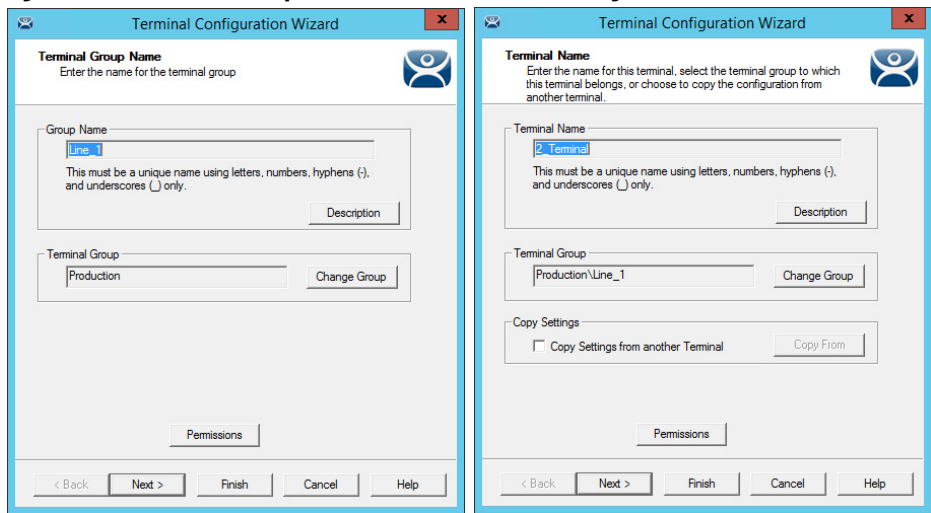 Terminal Configuration Wizard
x
Terminal Group Name
Enter the name for the terminal group
Group Name
Line_1
This must be a unique name using letters, numbers, hyphens (-),
and underscores (_) only.
Description
Terminal Group
Production
Change Group
Permissions
< Back
Next >
Finish
Cancel
Help
Terminal Configuration Wizard
x
Terminal Name
Enter the name for this terminal, select the terminal group to which
this terminal belongs, or choose to copy the configuration from
another terminal.
Terminal Name
2_Terminal
This must be a unique name using letters, numbers, hyphens (-),
and underscores (_) only.
Description
Terminal Group
Production\Line_1
Change Group
Copy Settings
Copy Settings from another Terminal
Copy From
Permissions
< Back
Next >
Finish
Cancel
Help